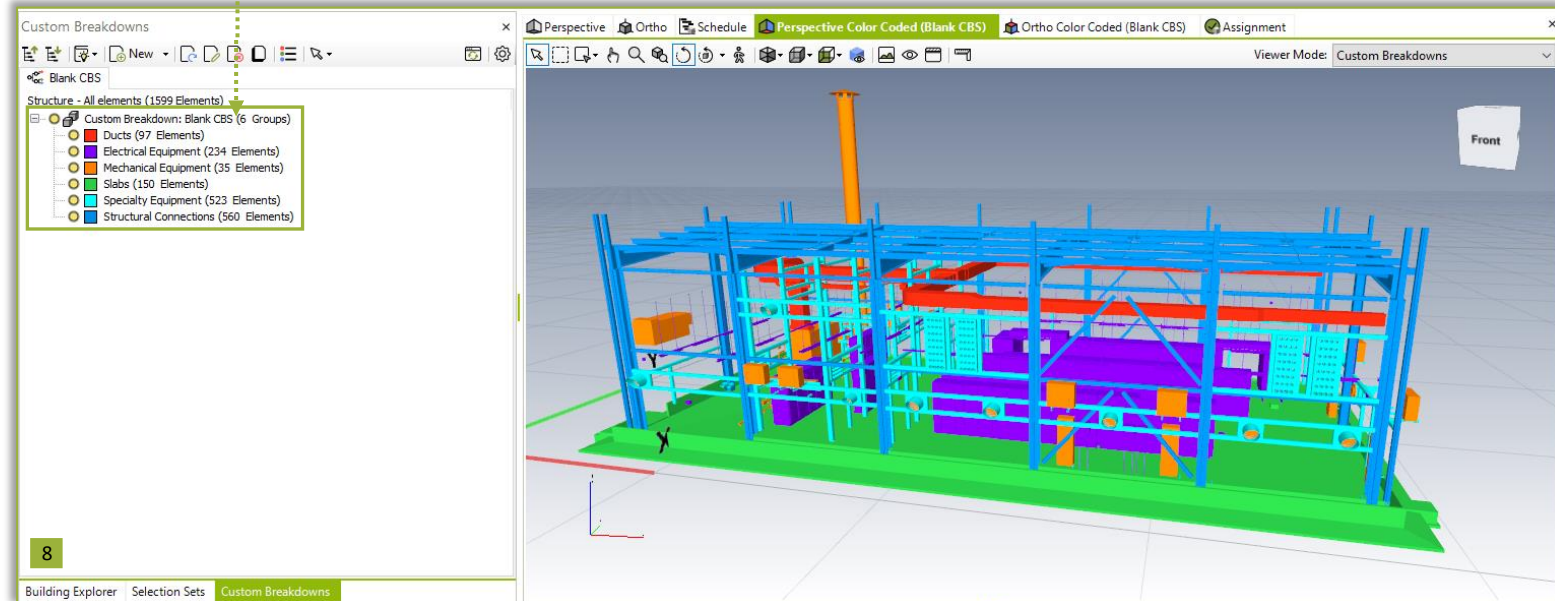 Custom Breakdowns
New
Blank CBS
Structure - All elements (1599 Elements)
Custom Breakdown: Blank CBS (6 Groups)
Ducts (97 Elements)
Electrical Equipment (234 Elements)
Mechanical Equipment (35 Elements)
Slabs (150 Elements)
Specialty Equipment (523 Elements)
Structural Connections (560 Elements)
8
Building Explorer Selection Sets Custom Breakdowns
Perspective Ortho Schedule Perspective Color Coded (Blank CBS) Ortho Color Coded (Blank CBS) Assignment
Viewer Mode: Custom Breakdowns
Front
Y
X